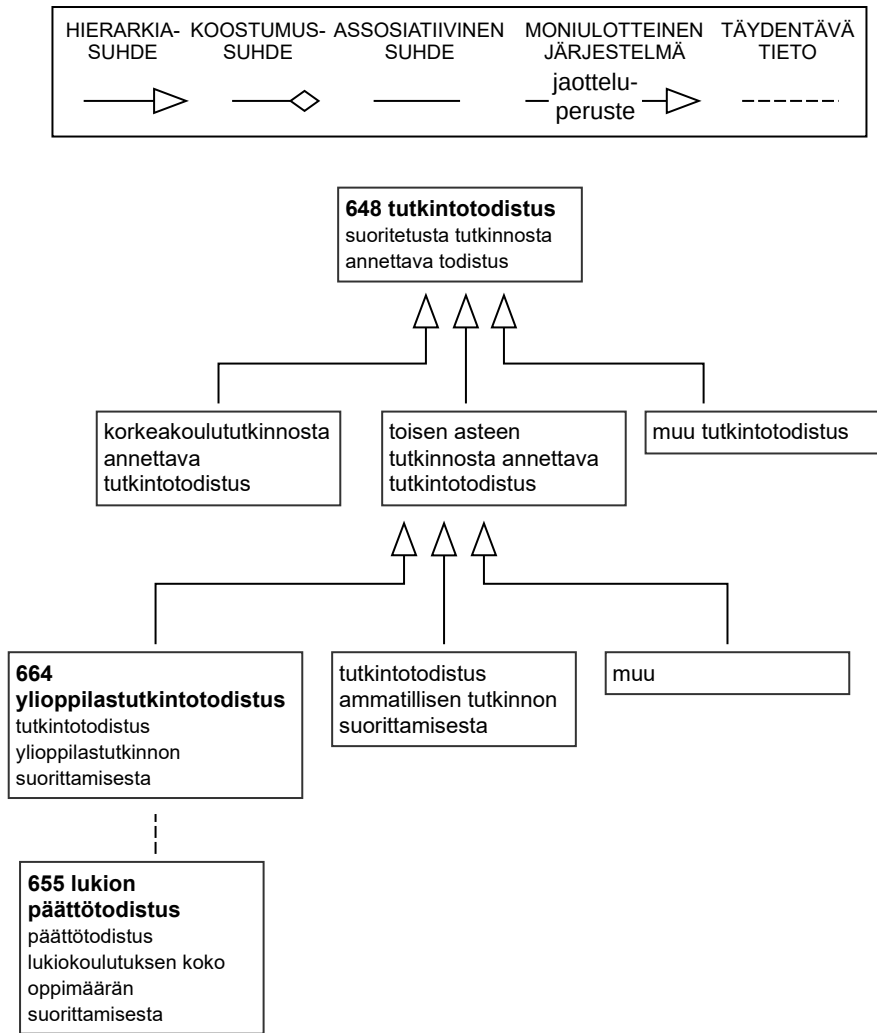 HIERARKIA-
SUHDE
KOOSTUMUS-
SUHDE
ASSOSIATIIVINEN
SUHDE
MONIULOTTEINEN
JÄRJESTELMÄ
TÄYDENTÄVÄ
TIETO
jaottelu-
peruste
648 tutkintotodistus
suoritetusta tutkinnosta
annettava todistus
korkeakoulututkinnosta
annettava
tutkintotodistus
toisen asteen
tutkinnosta annettava
tutkintotodistus
muu tutkintotodistus
664
ylioppilastutkintotodistus
tutkintotodistus
ylioppilastutkinnon
suorittamisesta
tutkintotodistus
ammatillisen tutkinnon
suorittamisesta
muu
655 lukion
päättötodistus
päättötodistus
lukiokoulutuksen koko
oppimäärän
suorittamisesta